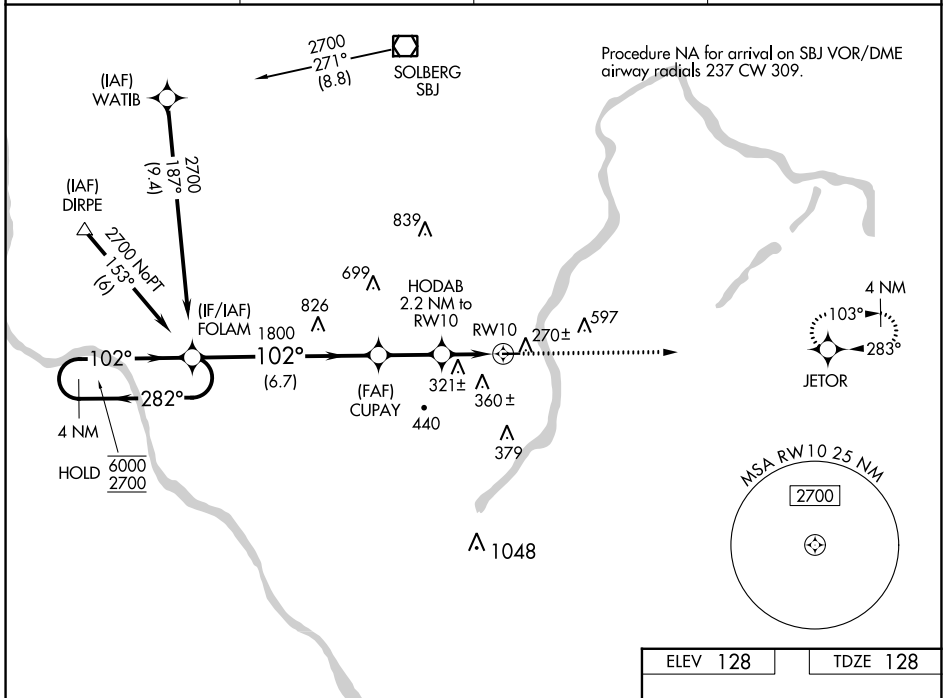 2700
271°
(8.8)
SOLBERG
SBJ
Procedure NA for arrival on SBJ VOR/DME
airway radials 237 CW 309.
(IAF)
WATIB
2700
187°
(9.4)
(IAF)
DIRPE
2700 NoPT
153°
(6)
839
699
826
HODAB
2.2 NM to
RW10
(IF/IAF)
FOLAM
1800
102°
(6.7)
RW10
270±
597
4 NM
103°
283°
JETOR
102°
282°
(FAF)
CUPAY
321±
360±
440
379
4 NM
HOLD
6000
2700
MSA RW10 25 NM
2700
1048
ELEV 128
TDZE 128